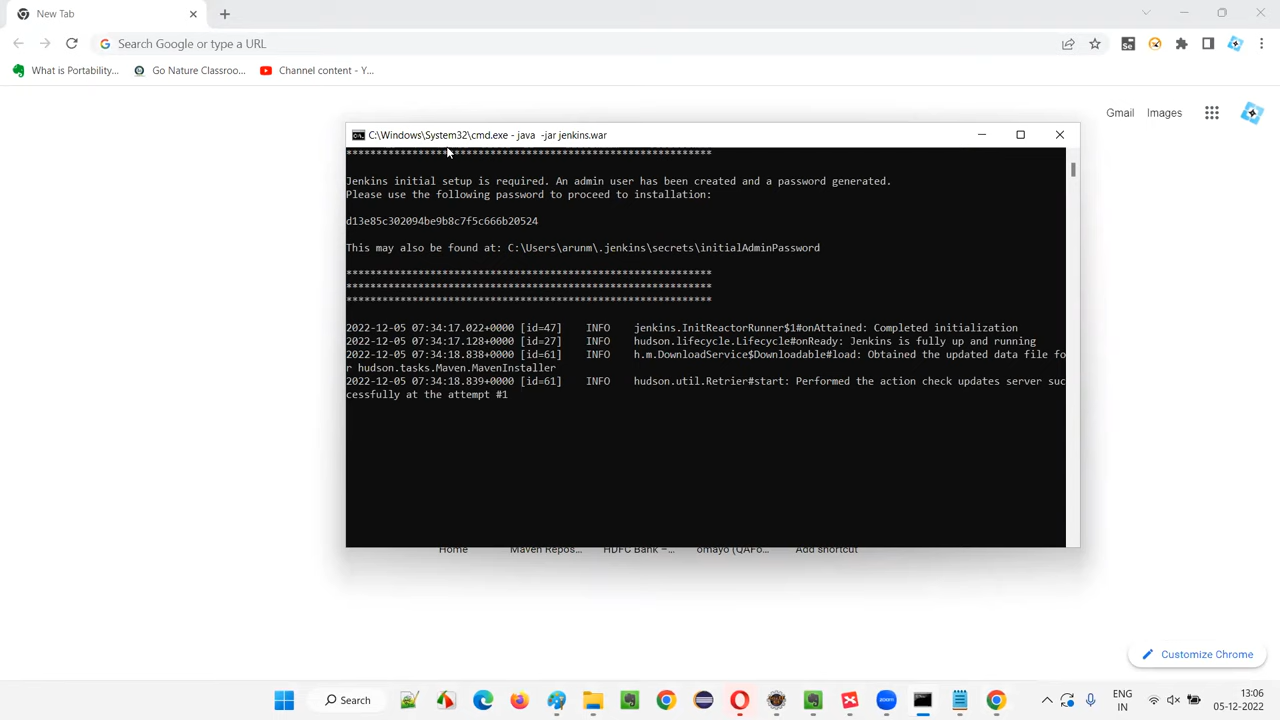 New Tab
Search Google or type a URL
What is Portability...
Go Nature Classroo...
Channel content - Y...
Gmail
Images
C:\Windows\System32\cmd.exe - java  -jar jenkins.war
*************************************************************
Jenkins initial setup is required. An admin user has been created and a password generated.
Please use the following password to proceed to installation:
d13e85c302094be9b8c7f5c666b20524
This may also be found at: C:\Users\arunm\.jenkins\secrets\initialAdminPassword
*************************************************************
*************************************************************
*************************************************************
2022-12-05 07:34:17.022+0000 [id=47]    INFO    jenkins.InitReactorRunner$1#onAttained: Completed initialization
2022-12-05 07:34:17.128+0000 [id=27]    INFO    hudson.lifecycle.Lifecycle#onReady: Jenkins is fully up and running
2022-12-05 07:34:18.838+0000 [id=61]    INFO    h.m.DownloadService$Downloadable#load: Obtained the updated data file fo
r hudson.tasks.Maven.MavenInstaller
2022-12-05 07:34:18.839+0000 [id=61]    INFO    hudson.util.Retrier#start: Performed the action check updates server suc
cessfully at the attempt #1
Home
Maven Repos...
HDFC Bank –...
omayo (QAFo...
Add shortcut
Customize Chrome
Search
zoom
ENG
IN
13:06
05-12-2022